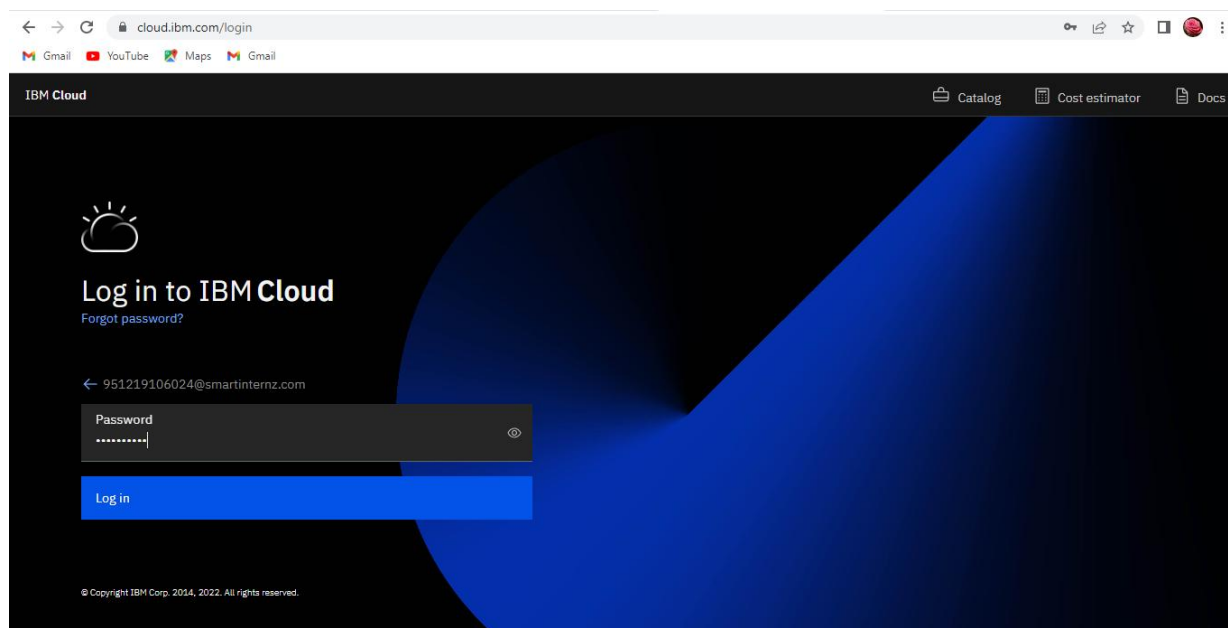 cloud.ibm.com/login
Gmail YouTube Maps Gmail
IBM Cloud Catalog Cost estimator Docs
Log in to IBM Cloud
Forgot password?
← 951219106024@smartinternz.com
Password
••••••••••
Log in
© Copyright IBM Corp. 2014, 2022. All rights reserved.